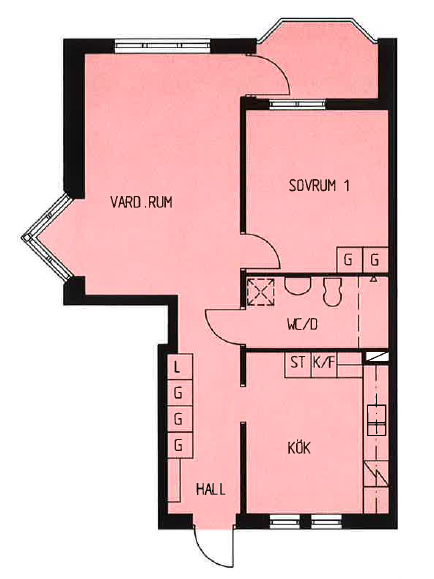 VARD.RUM
SOVRUM 1
G G
WC/D
ST K/F
L
G
G
G
KÖK
HALL